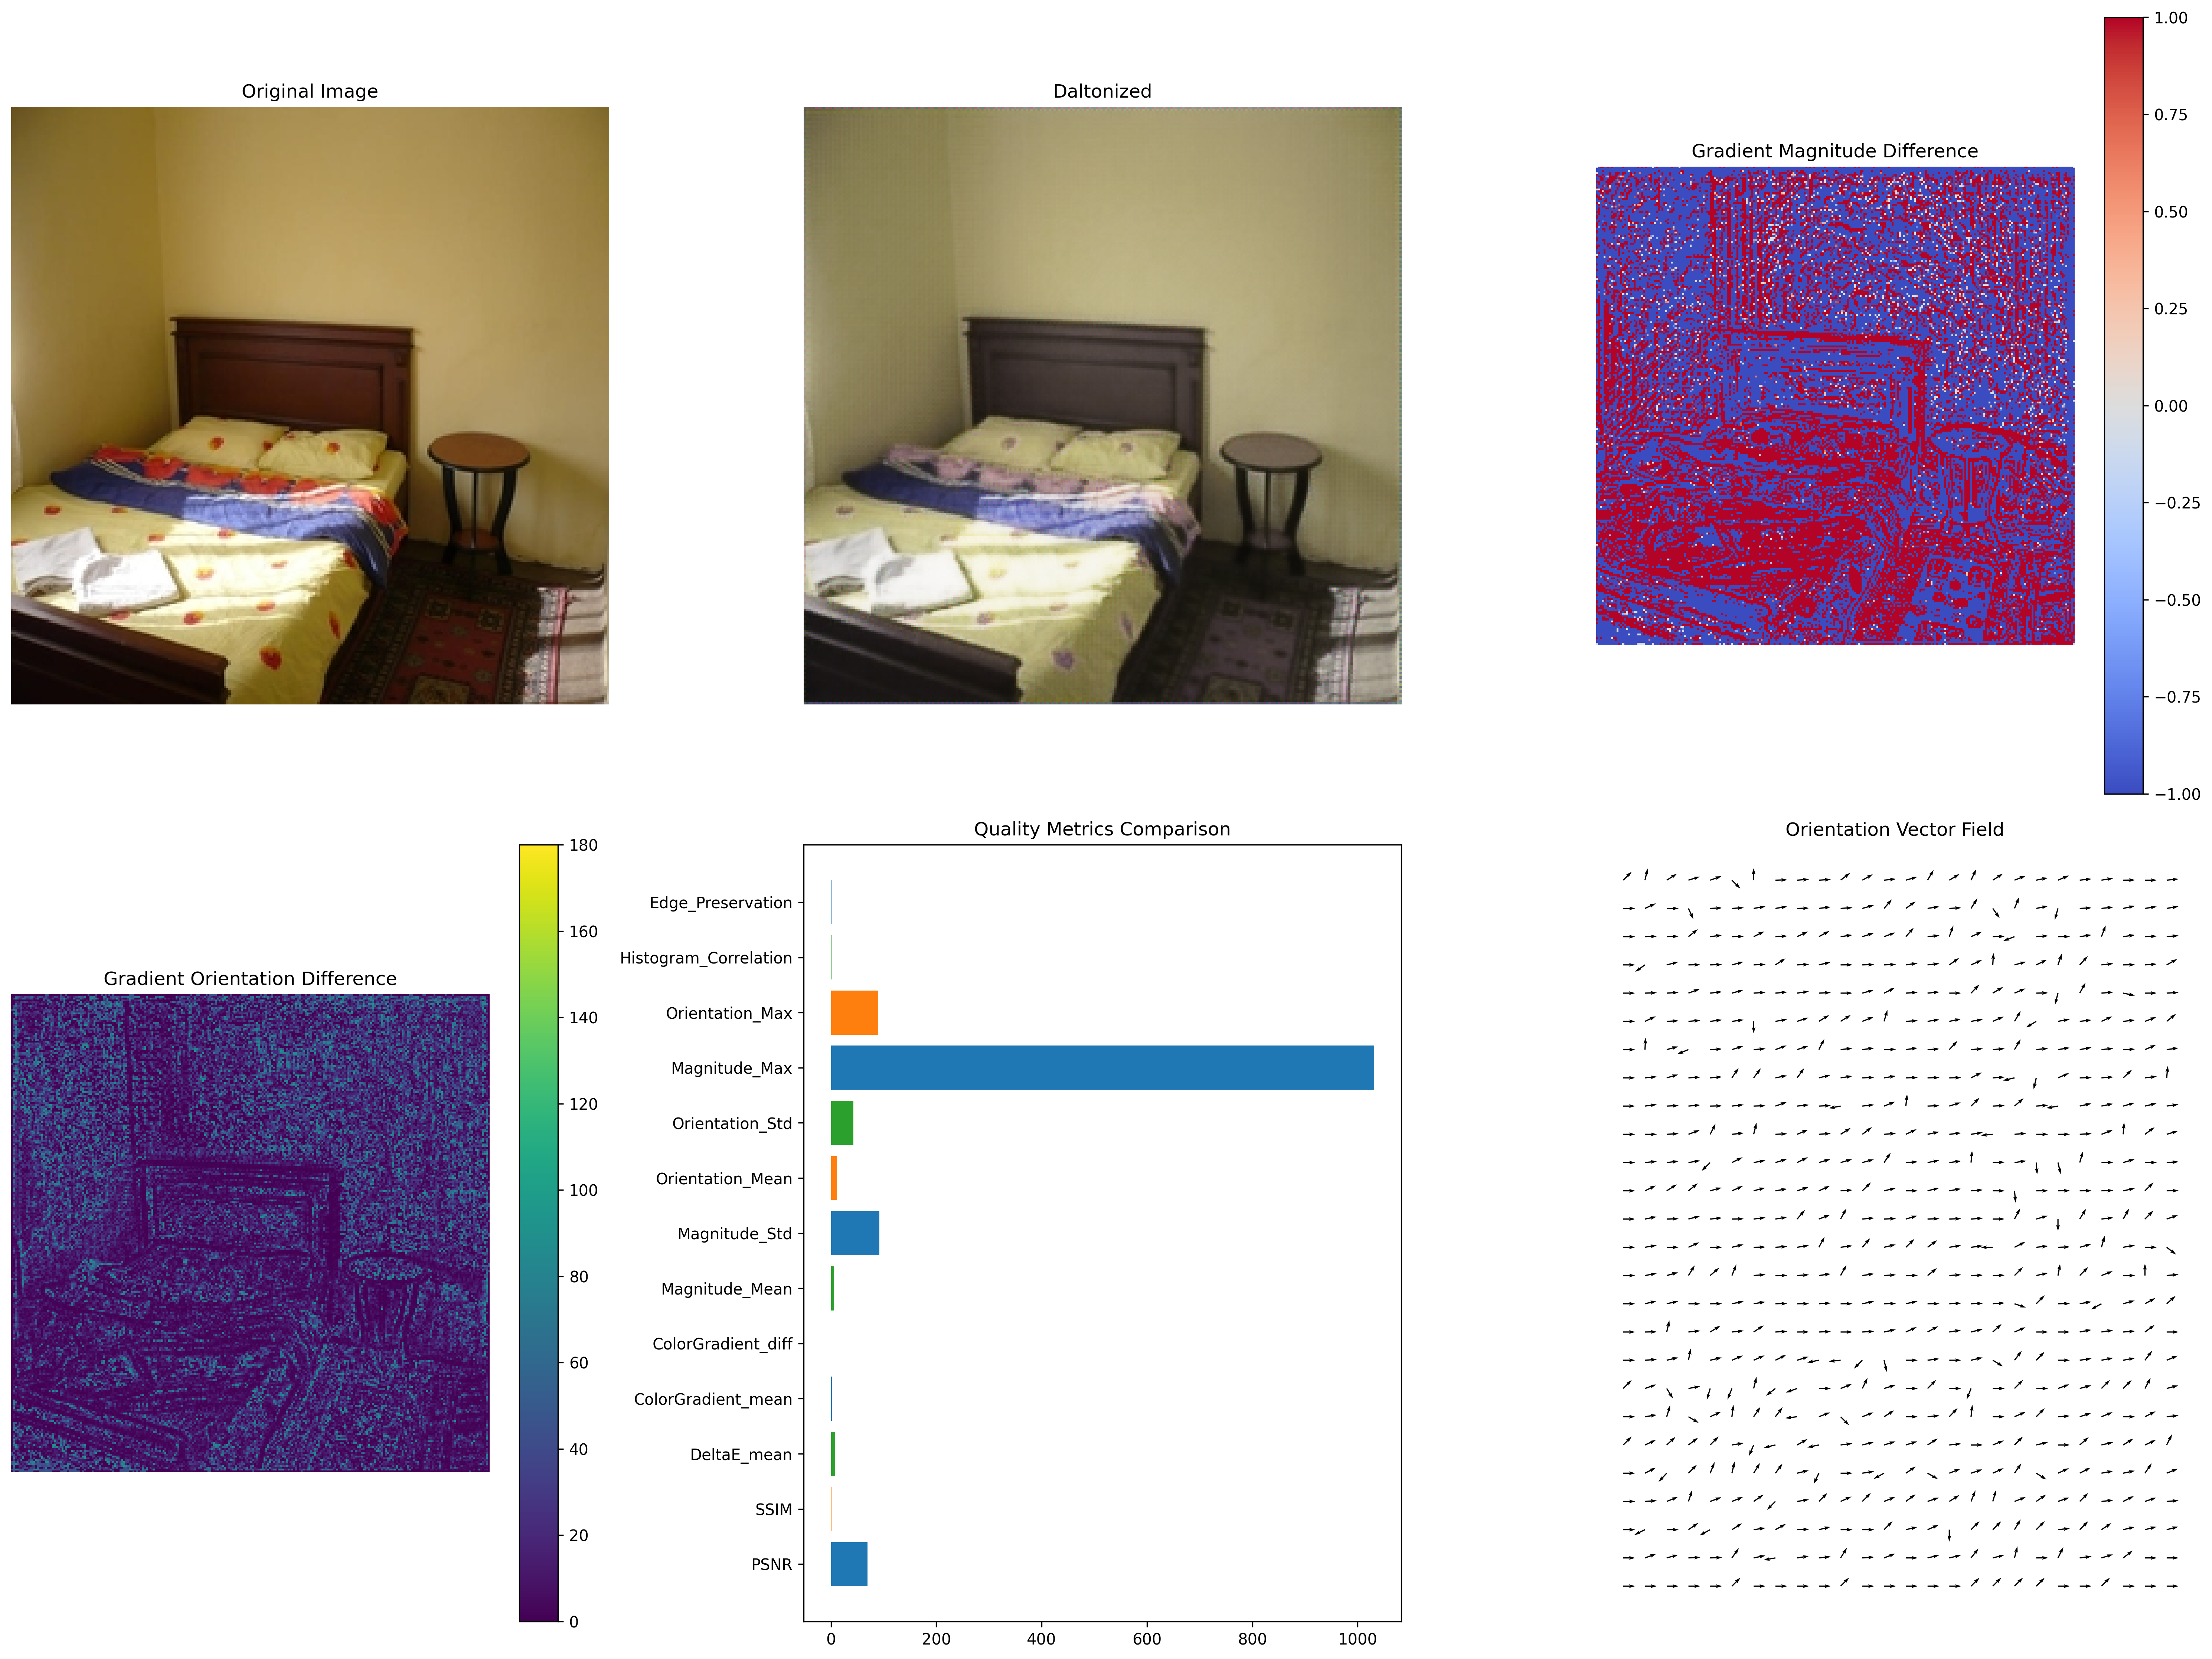 Original Image
Daltonized
Gradient Magnitude Difference
1.00
0.75
0.50
0.25
0.00
−0.25
−0.50
−0.75
−1.00
Gradient Orientation Difference
180
160
140
120
100
80
60
40
20
0
Quality Metrics Comparison
Edge_Preservation
Histogram_Correlation
Orientation_Max
Magnitude_Max
Orientation_Std
Orientation_Mean
Magnitude_Std
Magnitude_Mean
ColorGradient_diff
ColorGradient_mean
DeltaE_mean
SSIM
PSNR
0 200 400 600 800 1000
Orientation Vector Field